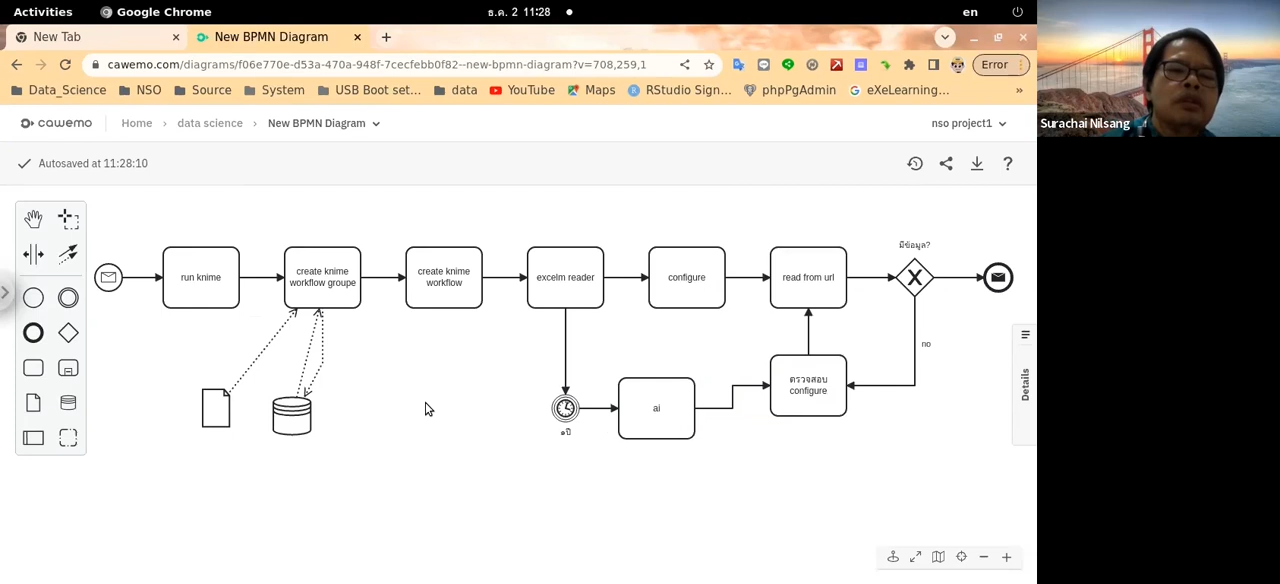 Activities
Google Chrome
ธ.ค. 2 11:28
en
New Tab
New BPMN Diagram
cawemo.com/diagrams/f06e770e-d53a-470a-948f-7cecfebb0f82--new-bpmn-diagram?v=708,259,1
Error
Data_Science
NSO
Source
System
USB Boot set...
data
YouTube
Maps
RStudio Sign...
phpPgAdmin
eXeLearning...
»
cawemo
Home
data science
New BPMN Diagram
nso project1
Autosaved at 11:28:10
Surachai Nilsang
run knime
create knime
workflow groupe
create knime
workflow
excelm reader
configure
read from url
มีข้อมูล?
no
ai
ตรวจสอบ
configure
๑ปี
Details